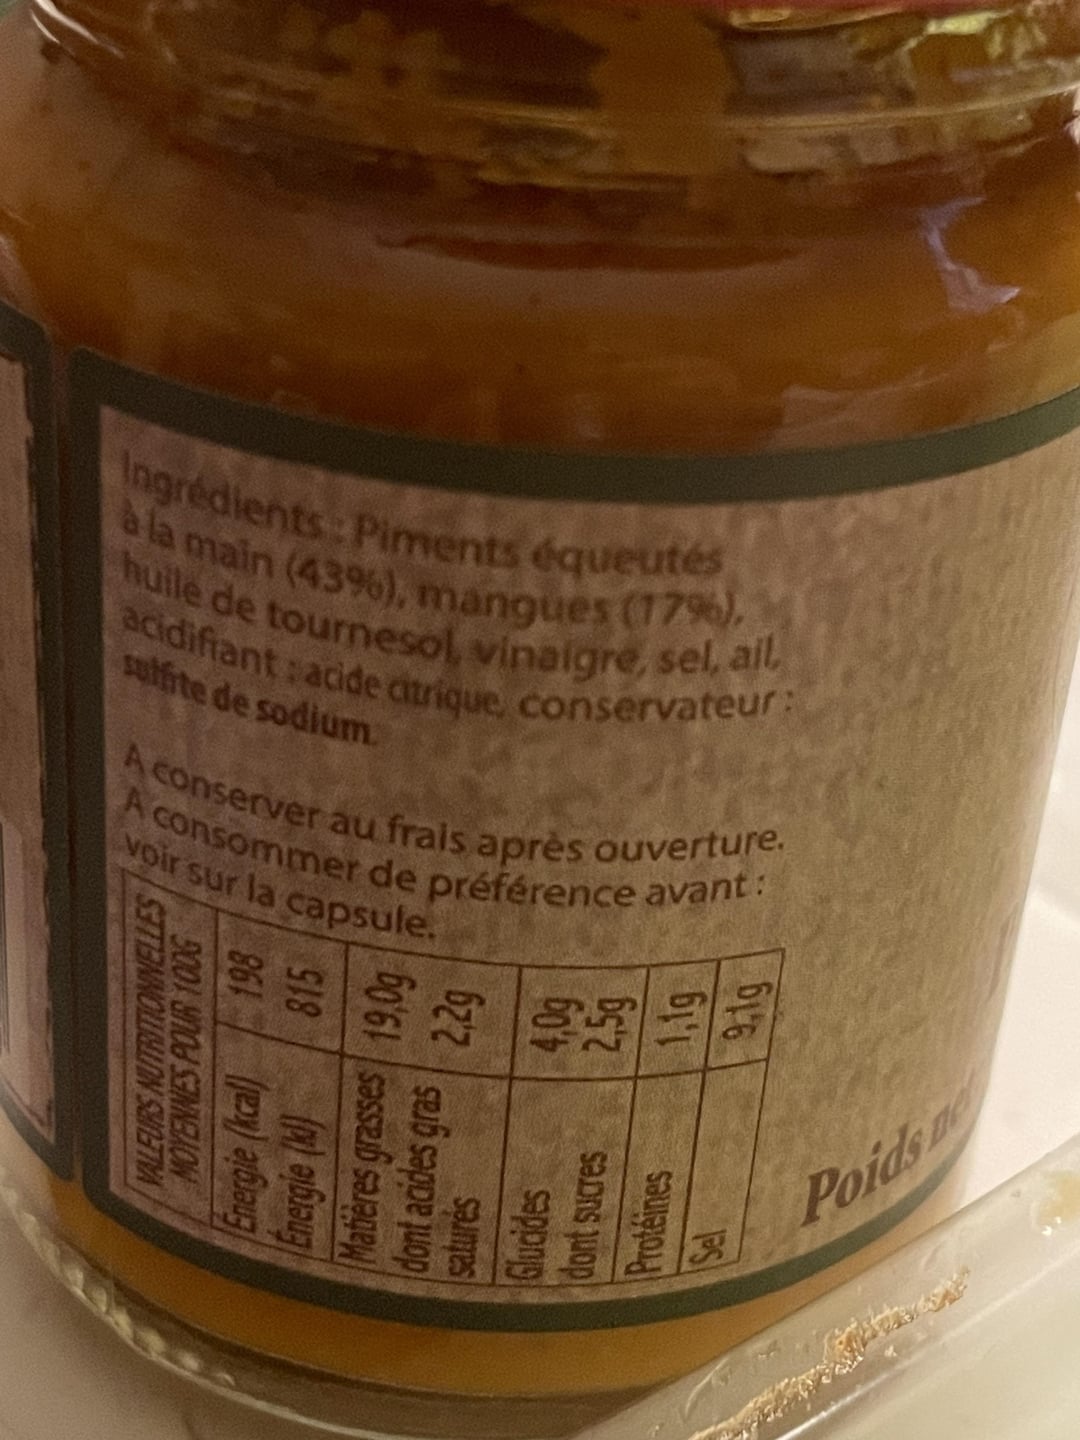 Ingrédients : Piments équeutés
à la main (43%), mangues (17%),
huile de tournesol, vinaigre, sel, ail,
acidifiant : acide citrique, conservateur :
sulfite de sodium.
A conserver au frais après ouverture.
A consommer de préférence avant :
voir sur la capsule.
VALEURS NUTRITIONNELLES
MOYENNES POUR 100G
Énergie (kcal) 198
Énergie (kJ) 815
Matières grasses 19,0g
dont acides gras 2,2g
saturés
Glucides 4,0g
dont sucres 2,5g
Protéines 1,1g
Sel 9,1g
Poids net